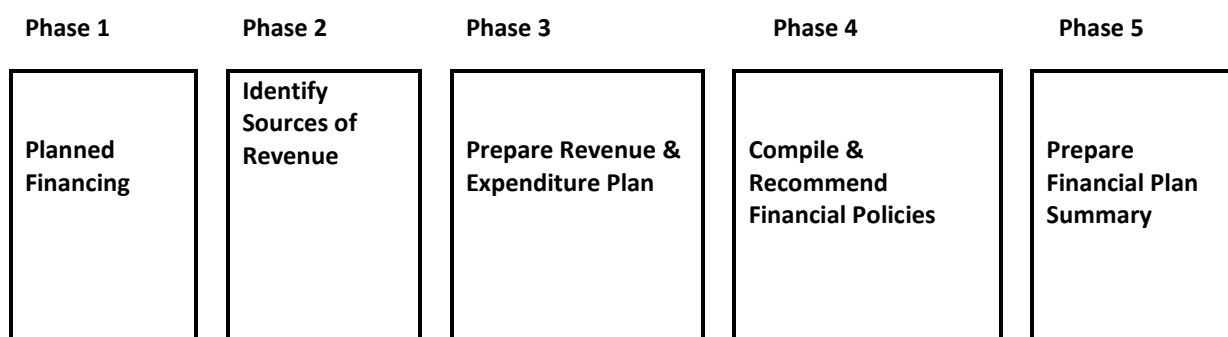 Phase 1
Phase 2
Phase 3
Phase 4
Phase 5
Planned
Financing
Identify
Sources of
Revenue
Prepare Revenue &
Expenditure Plan
Compile &
Recommend
Financial Policies
Prepare
Financial Plan
Summary